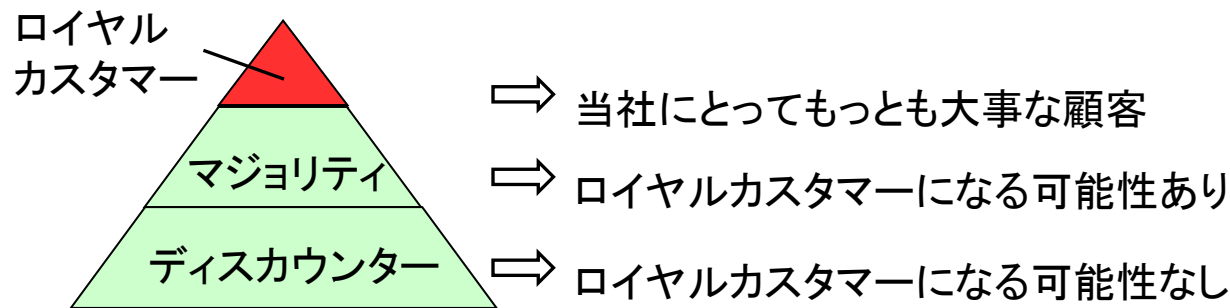 ロイヤル
カスタマー
当社にとってもっとも大事な顧客
マジョリティ
ロイヤルカスタマーになる可能性あり
ディスカウンター
ロイヤルカスタマーになる可能性なし